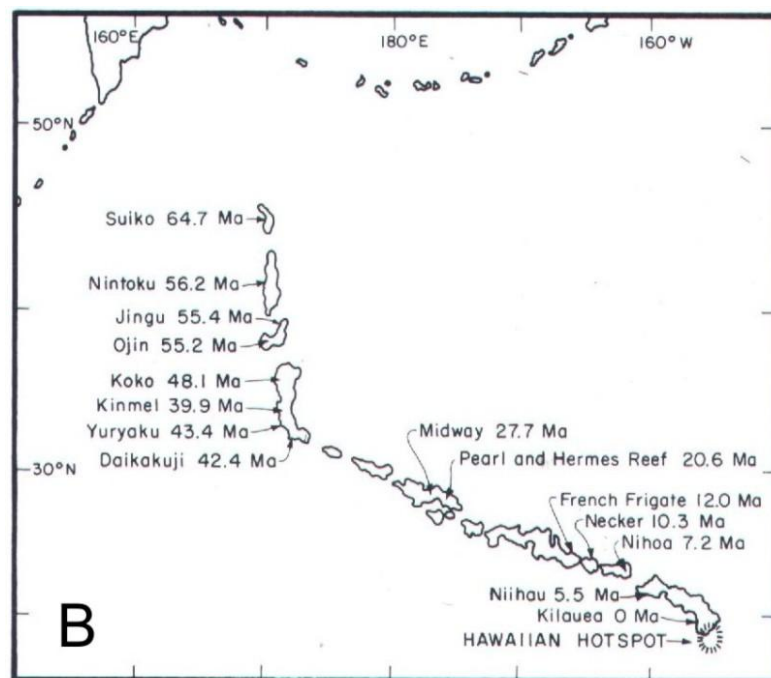 160°E
180°E
160°W
50°N
Suiko 64.7 Ma
Nintoku 56.2 Ma
Jingu 55.4 Ma
Ojin 55.2 Ma
Koko 48.1 Ma
Kinmel 39.9 Ma
Yuryaku 43.4 Ma
Daikakuji 42.4 Ma
30°N
Midway 27.7 Ma
Pearl and Hermes Reef 20.6 Ma
French Frigate 12.0 Ma
Necker 10.3 Ma
Nihoa 7.2 Ma
Niihau 5.5 Ma
Kilauea 0 Ma
HAWAIIAN HOTSPOT
B